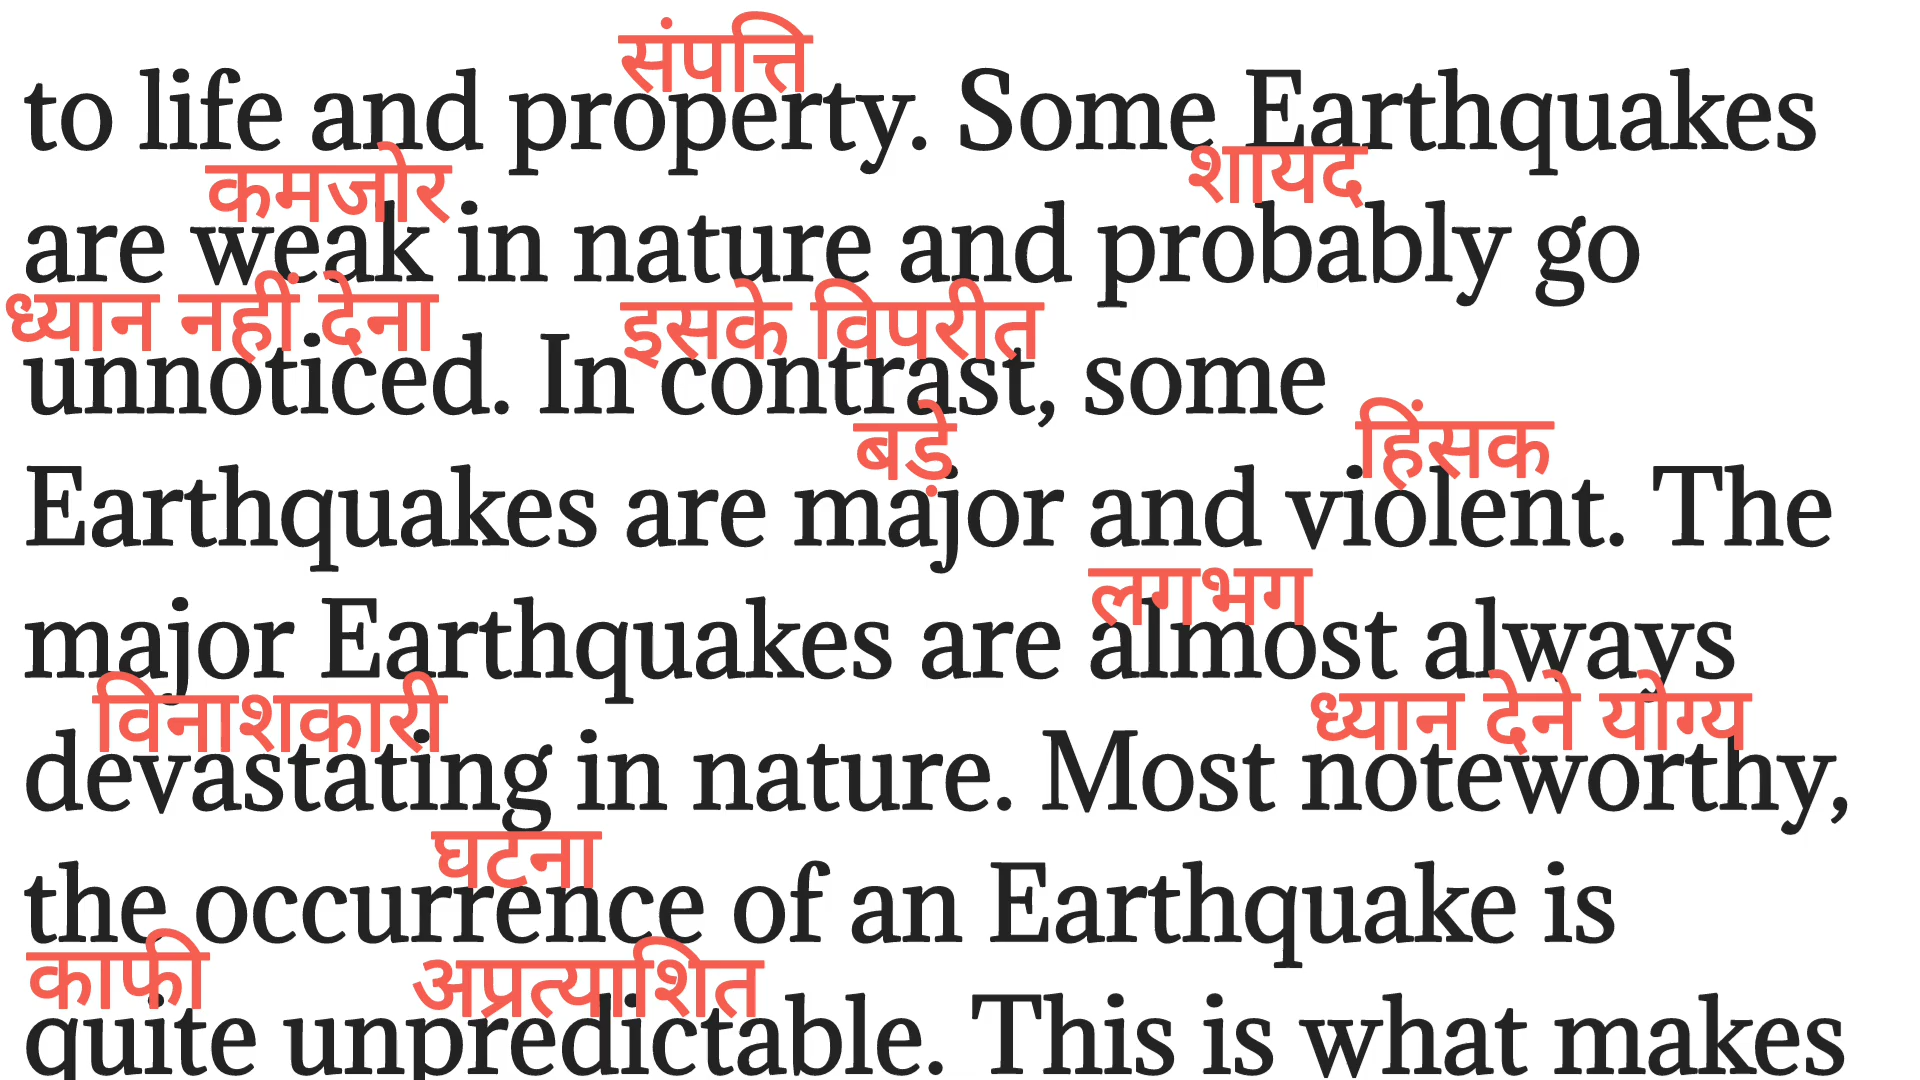 संपत्ति
to life and property. Some Earthquakes
कमजोर शायद
are weak in nature and probably go
ध्यान नहीं देना इसके विपरीत
unnoticed. In contrast, some
बड़े हिंसक
Earthquakes are major and violent. The
लगभग
major Earthquakes are almost always
विनाशकारी ध्यान देने योग्य
devastating in nature. Most noteworthy,
घटना
the occurrence of an Earthquake is
काफी अप्रत्याशित
quite unpredictable. This is what makes